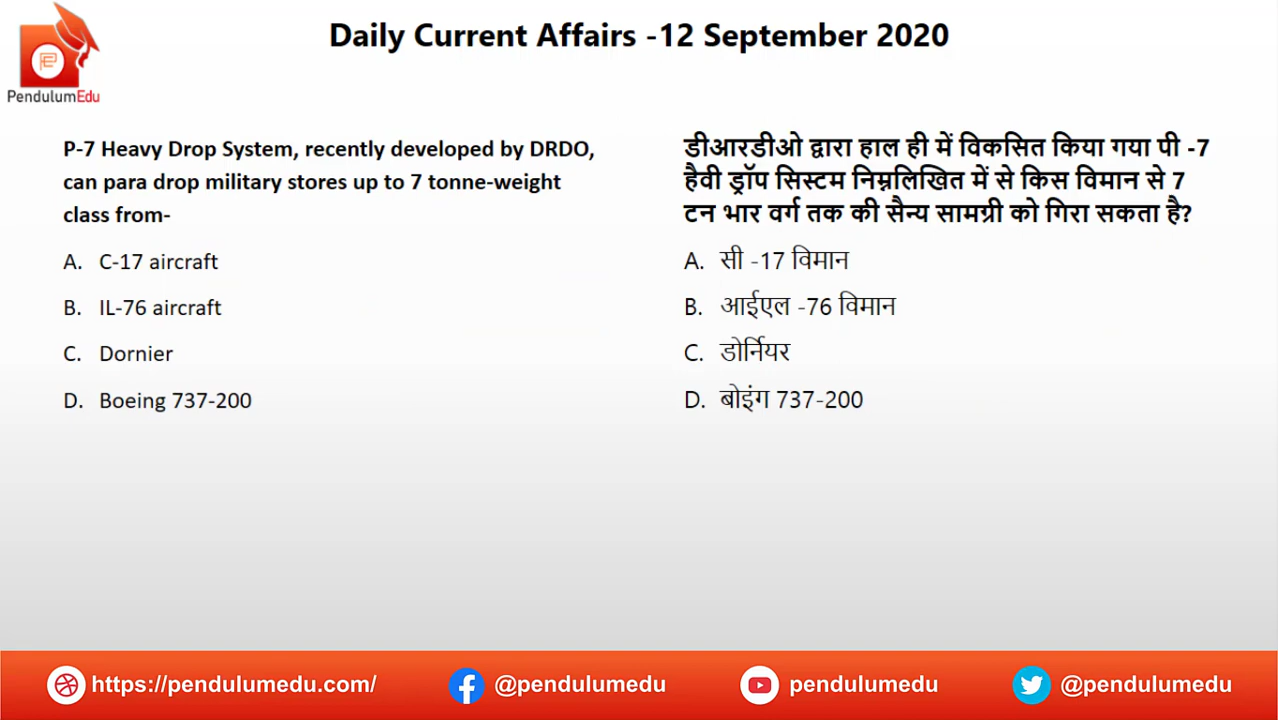 Daily Current Affairs -12 September 2020
PendulumEdu
P-7 Heavy Drop System, recently developed by DRDO,
can para drop military stores up to 7 tonne-weight
class from-
A. C-17 aircraft
B. IL-76 aircraft
C. Dornier
D. Boeing 737-200
डीआरडीओ द्वारा हाल ही में विकसित किया गया पी -7
हैवी ड्रॉप सिस्टम निम्नलिखित में से किस विमान से 7
टन भार वर्ग तक की सैन्य सामग्री को गिरा सकता है?
A. सी -17 विमान
B. आईएल -76 विमान
C. डोर्नियर
D. बोइंग 737-200
https://pendulumedu.com/
@pendulumedu
pendulumedu
@pendulumedu